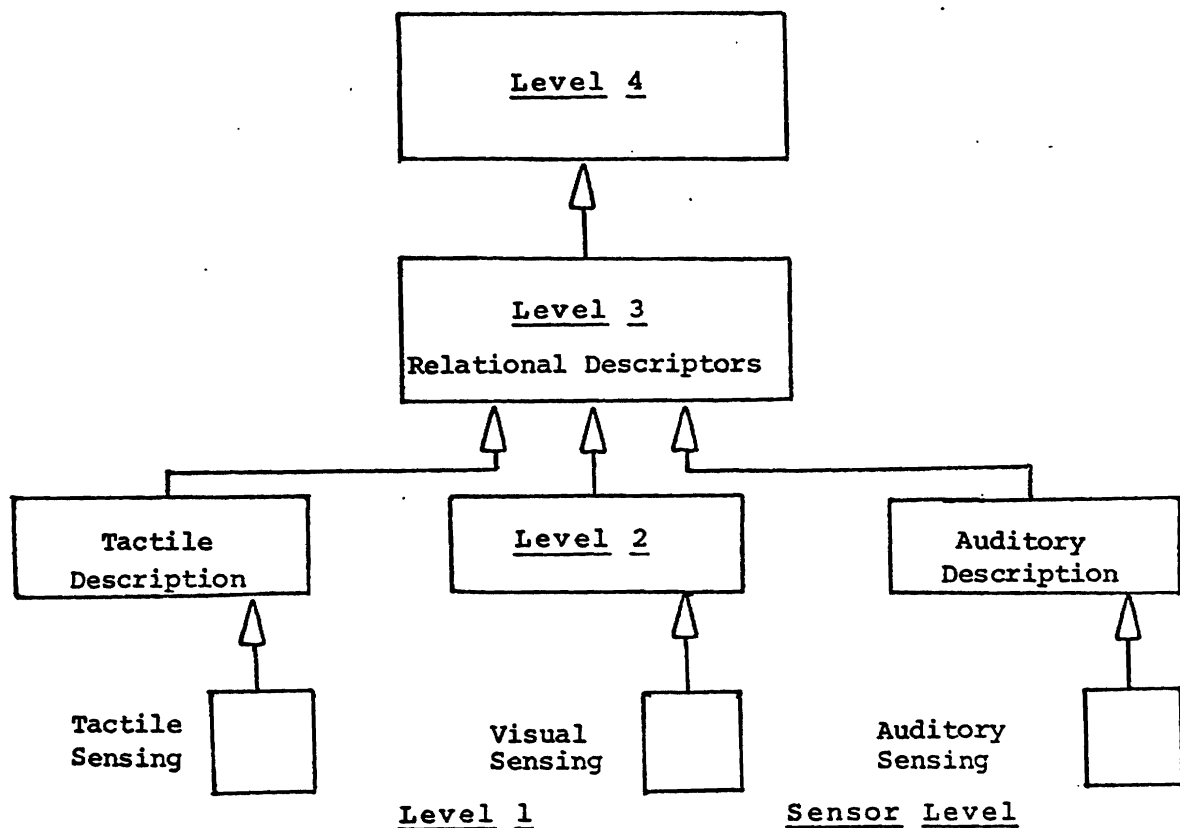 Level 4
Level 3
Relational Descriptors
Tactile
Description
Level 2
Auditory
Description
Tactile
Sensing
Visual
Sensing
Auditory
Sensing
Level 1
Sensor Level